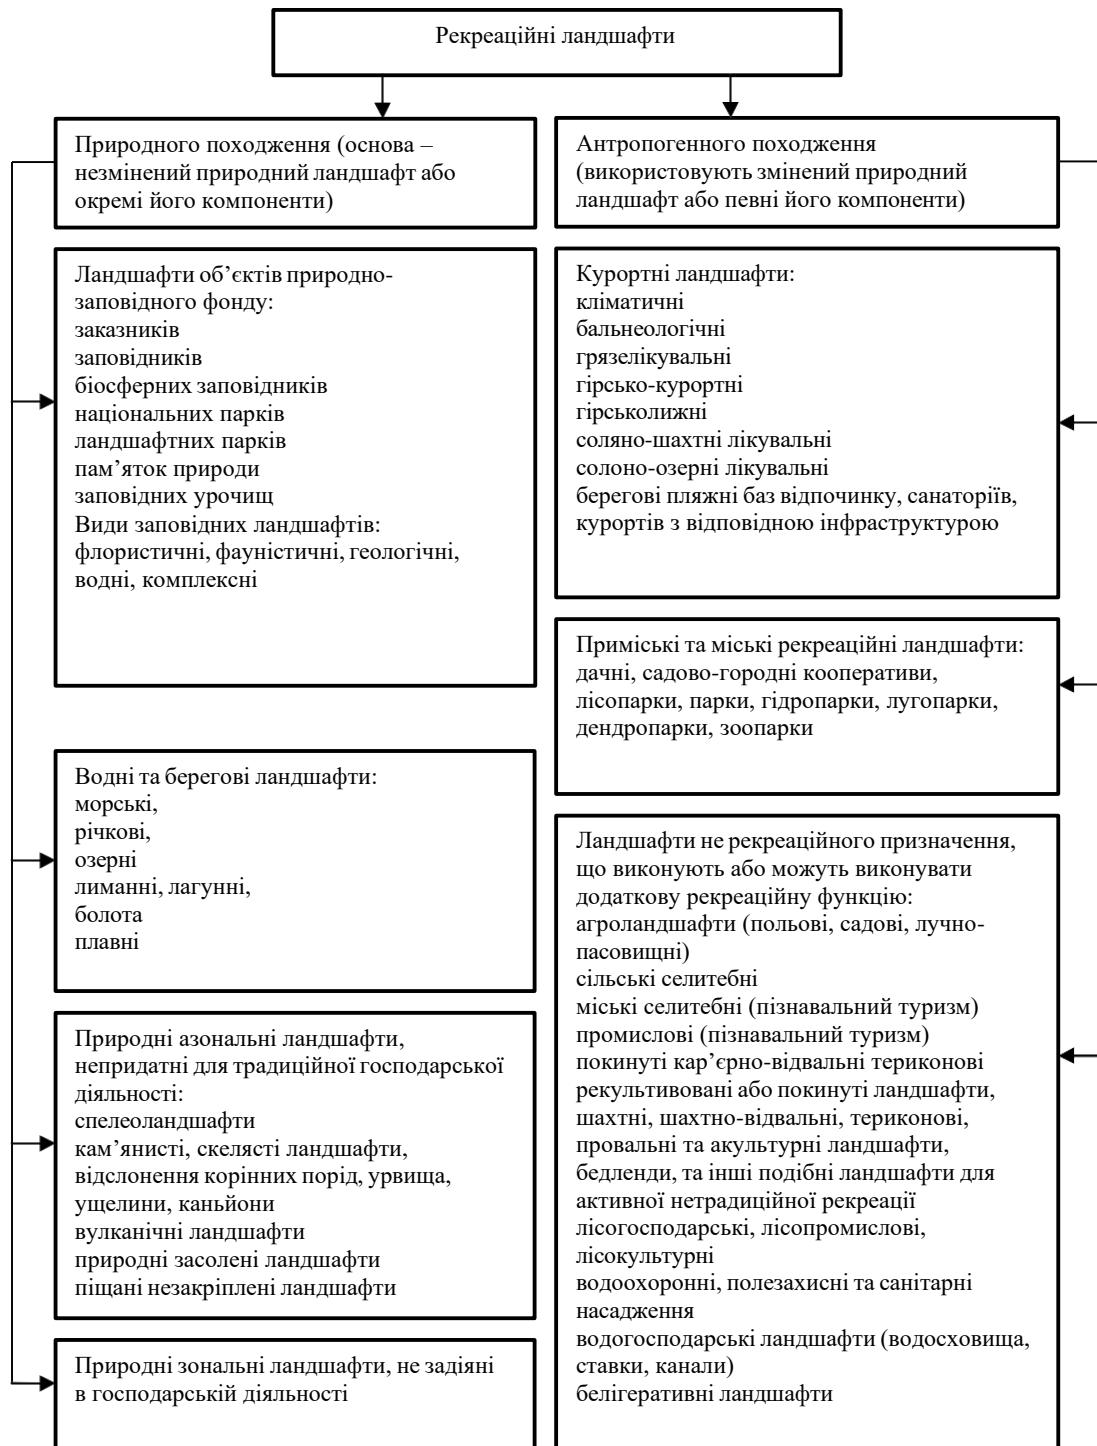 Рекреаційні ландшафти
Природного походження (основа –
незмінений природний ландшафт або
окремі його компоненти)
Антропогенного походження
(використовують змінений природний
ландшафт або певні його компоненти)
Ландшафти об’єктів природно-
заповідного фонду:
заказників
заповідників
біосферних заповідників
національних парків
ландшафтних парків
пам’яток природи
заповідних урочищ
Види заповідних ландшафтів:
флористичні, фауністичні, геологічні,
водні, комплексні
Курортні ландшафти:
кліматичні
бальнеологічні
грязелікувальні
гірсько-курортні
гірськолижні
соляно-шахтні лікувальні
солоно-озерні лікувальні
берегові пляжні баз відпочинку, санаторіїв,
курортів з відповідною інфраструктурою
Приміські та міські рекреаційні ландшафти:
дачні, садово-городні кооперативи,
лісопарки, парки, гідропарки, лугопарки,
дендропарки, зоопарки
Водні та берегові ландшафти:
морські,
річкові,
озерні
лиманні, лагунні,
болота
плавні
Ландшафти не рекреаційного призначення,
що виконують або можуть виконувати
додаткову рекреаційну функцію:
агроландшафти (польові, садові, лучно-
пасовищні)
сільські селитебні
міські селитебні (пізнавальний туризм)
промислові (пізнавальний туризм)
покинуті кар’єрно-відвальні териконові
рекультивовані або покинуті ландшафти,
шахтні, шахтно-відвальні, териконові,
провальні та акультурні ландшафти,
бедленди, та інші подібні ландшафти для
активної нетрадиційної рекреації
лісогосподарські, лісопромислові,
лісокультурні
водоохоронні, полезахисні та санітарні
насадження
водогосподарські ландшафти (водосховища,
ставки, канали)
белігеративні ландшафти
Природні азональні ландшафти,
непридатні для традиційної господарської
діяльності:
спелеоландшафти
кам’янисті, скелясті ландшафти,
відслонення корінних порід, урвища,
ущелини, каньйони
вулканічні ландшафти
природні засолені ландшафти
піщані незакріплені ландшафти
Природні зональні ландшафти, не задіяні
в господарській діяльності